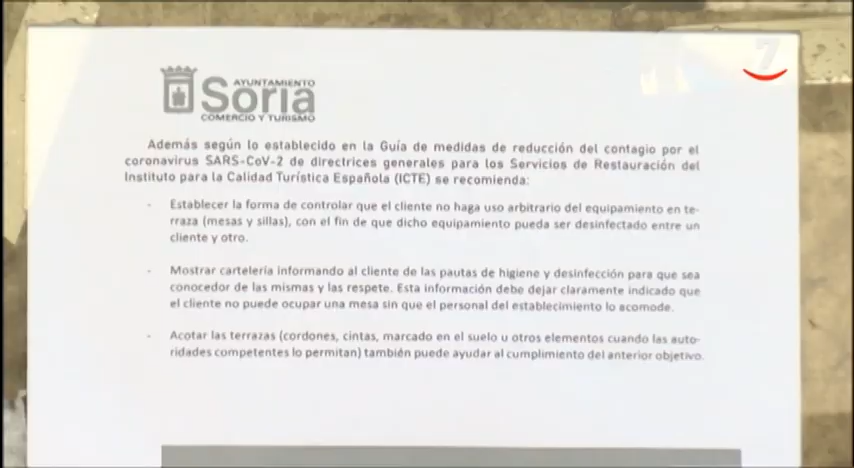 7
AYUNTAMIENTO
Soria
COMERCIO Y TURISMO
Además según lo establecido en la Guía de medidas de reducción del contagio por el
coronavirus SARS-CoV-2 de directrices generales para los Servicios de Restauración del
Instituto para la Calidad Turística Española (ICTE) se recomienda:
- Establecer la forma de controlar que el cliente no haga uso arbitrario del equipamiento en te-
rraza (mesas y sillas), con el fin de que dicho equipamiento pueda ser desinfectado entre un
cliente y otro.
- Mostrar cartelería informando al cliente de las pautas de higiene y desinfección para que sea
conocedor de las mismas y las respete. Esta información debe dejar claramente indicado que
el cliente no puede ocupar una mesa sin que el personal del establecimiento lo acomode.
- Acotar las terrazas (cordones, cintas, marcado en el suelo u otros elementos cuando las auto-
ridades competentes lo permitan) también puede ayudar al cumplimiento del anterior objetivo.